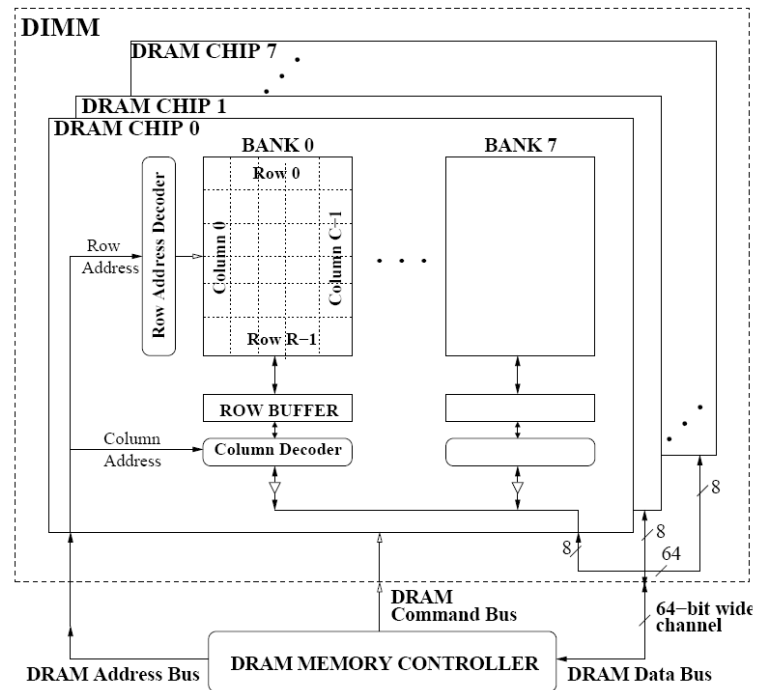 DIMM
DRAM CHIP 7
DRAM CHIP 1
DRAM CHIP 0
BANK 0
BANK 7
Row 0
Row Address Decoder
Column 0
Column C−1
Row
Address
Row R−1
ROW BUFFER
Column
Address
Column Decoder
8
8
8
64
DRAM
Command Bus
64−bit wide
channel
DRAM Address Bus
DRAM MEMORY CONTROLLER
DRAM Data Bus